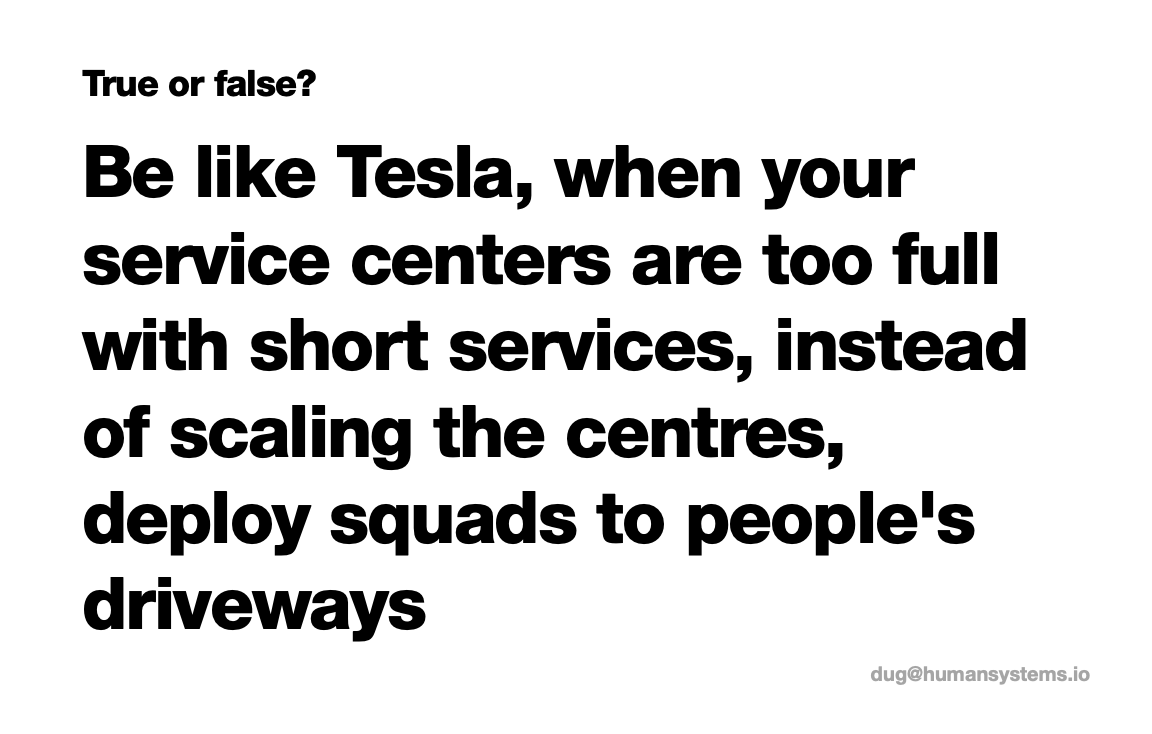 True or false?
Be like Tesla, when your
service centers are too full
with short services, instead
of scaling the centres,
deploy squads to people's
driveways
dug@humansystems.io